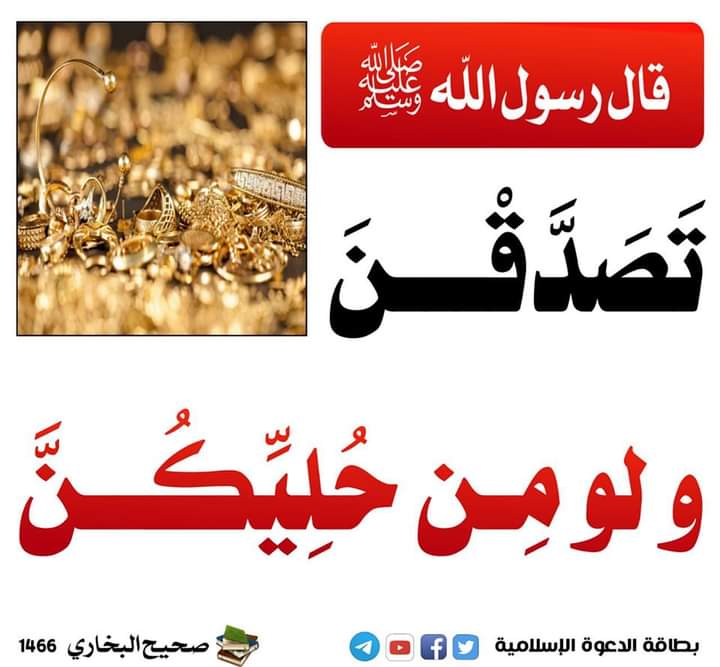 قال رسول الله ﷺ
تَصَدَّقْنَ
ولو مِن حُلِيِّكُنَّ
بطاقة الدعوة الإسلامية
صحيح البخاري 1466